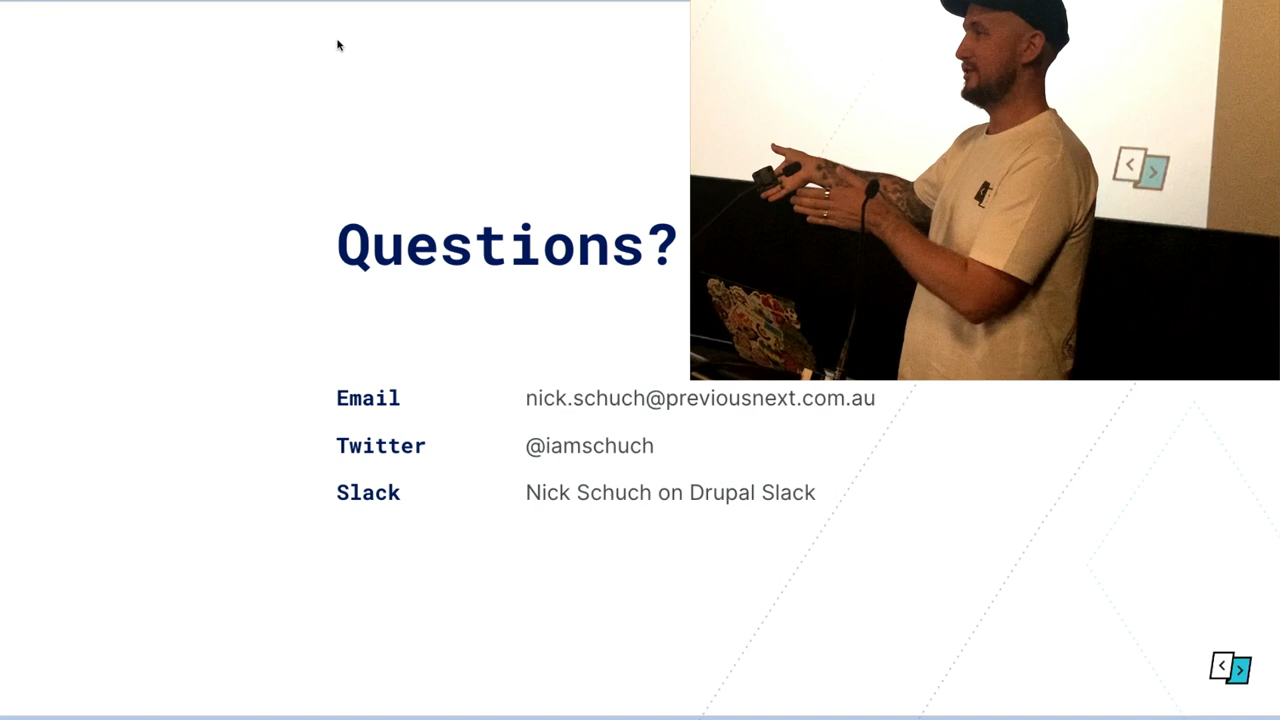 Questions?
Email nick.schuch@previousnext.com.au
Twitter @iamschuch
Slack Nick Schuch on Drupal Slack